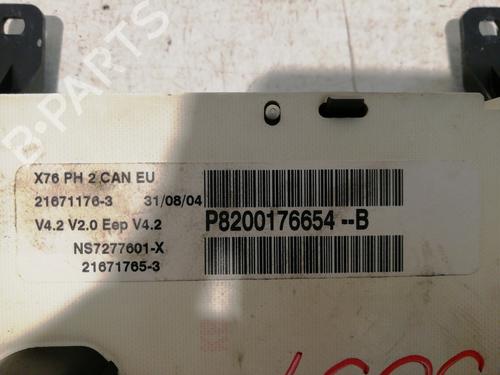 B-PARTS
X76 PH 2 CAN EU
21671176-3 31/08/04
V4.2 V2.0 Eep V4.2
P8200176654--B
NS7277601-X
21671765-3